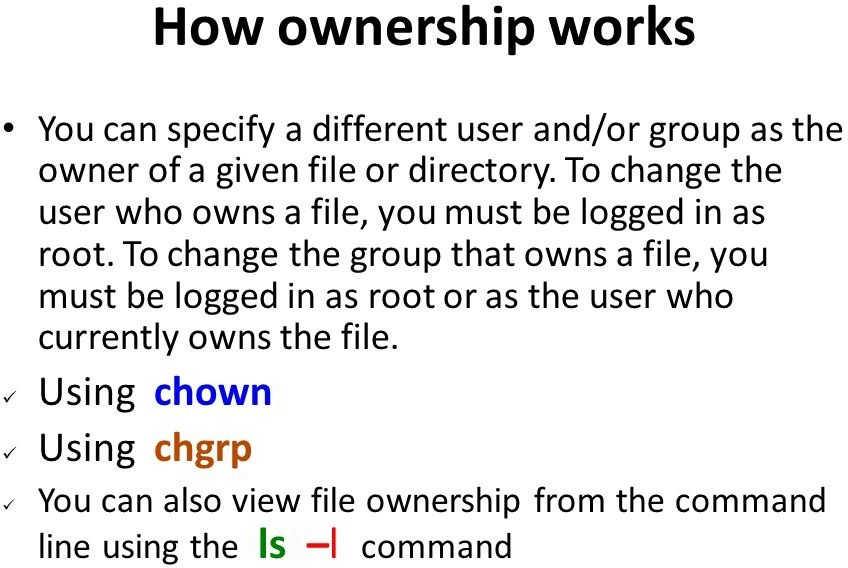 How ownership works
• You can specify a different user and/or group as the
owner of a given file or directory. To change the
user who owns a file, you must be logged in as
root. To change the group that owns a file, you
must be logged in as root or as the user who
currently owns the file.
✓ Using chown
✓ Using chgrp
✓ You can also view file ownership from the command
line using the ls –l command